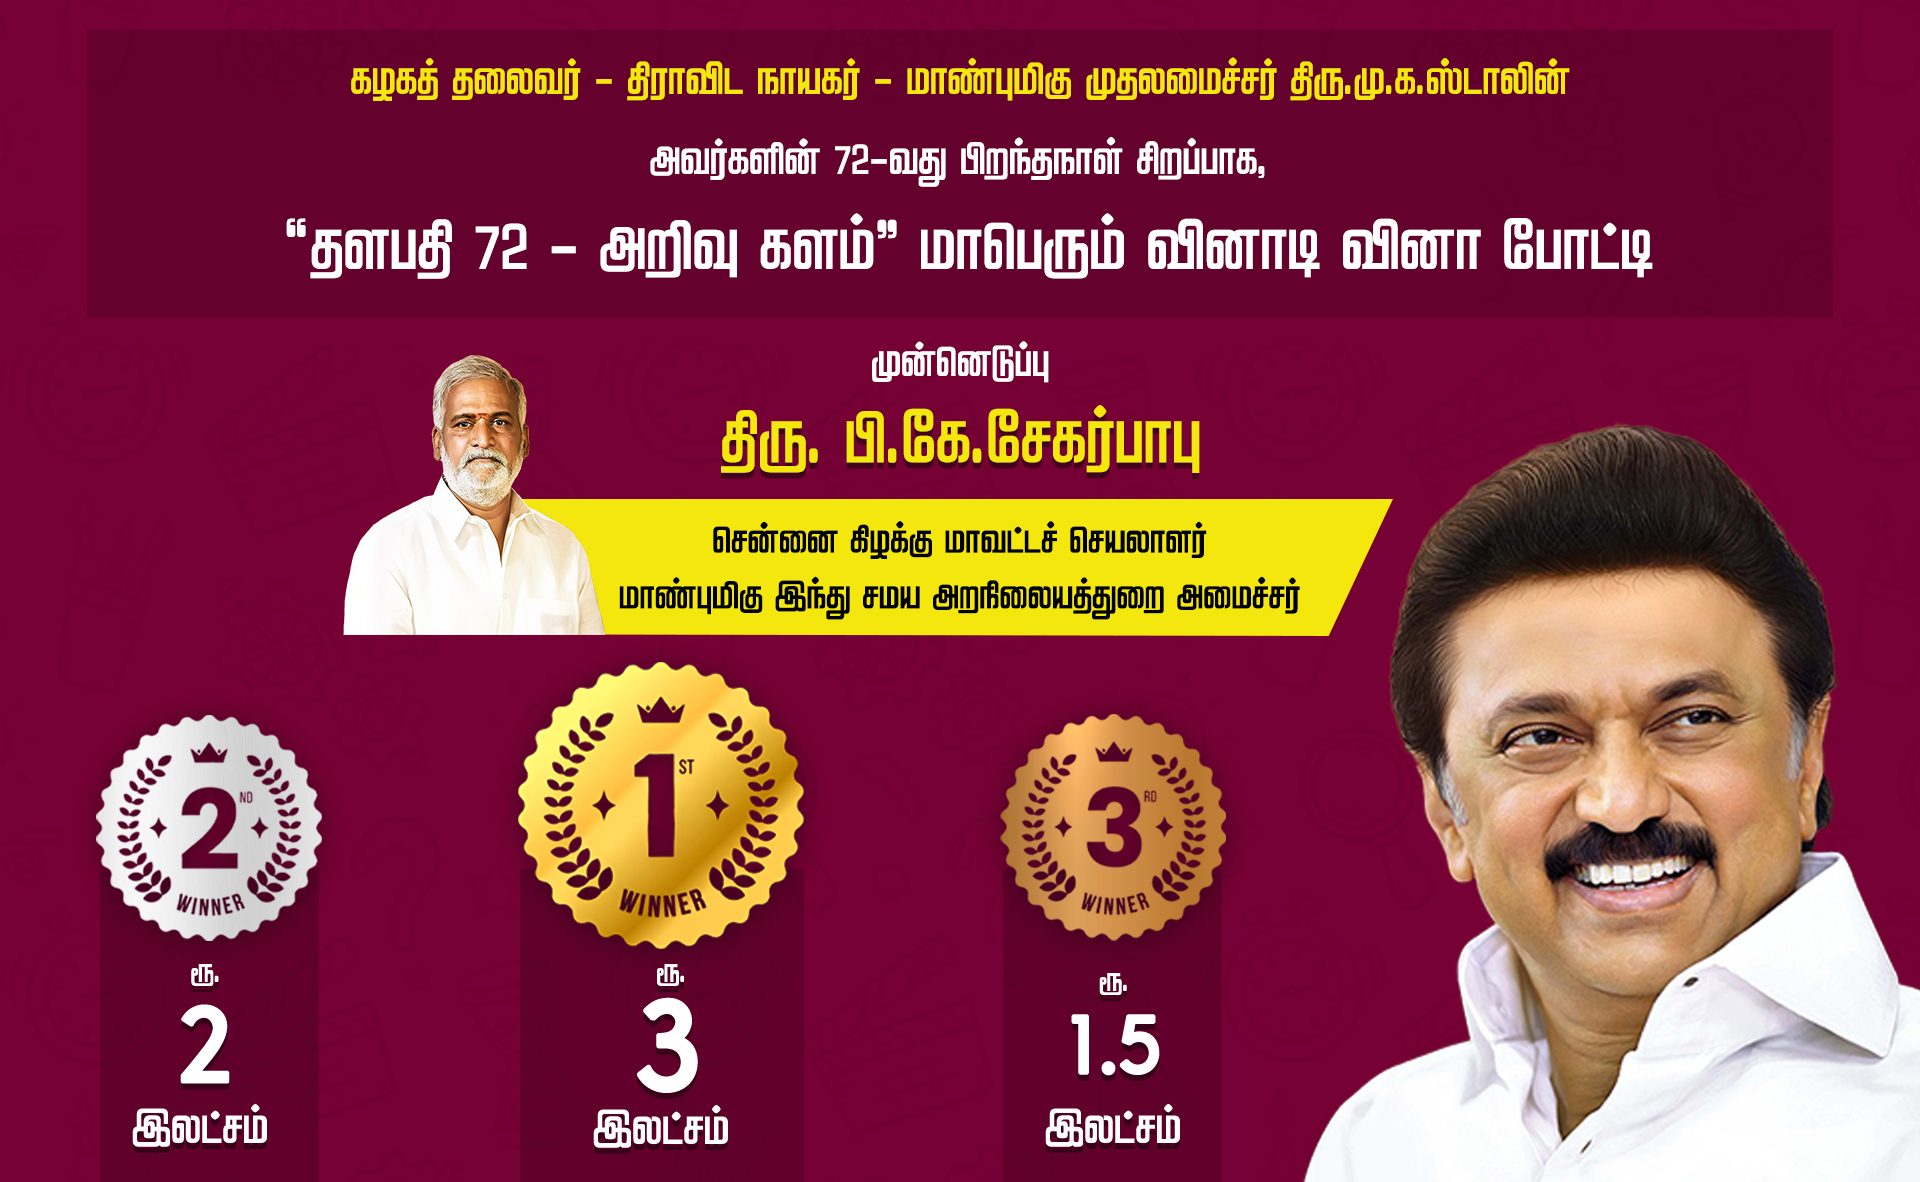 கழகத் தலைவர் - திராவிட நாயகர் - மாண்புமிகு முதலமைச்சர் திரு.மு.க.ஸ்டாலின்
அவர்களின் 72-வது பிறந்தநாள் சிறப்பாக,
“தளபதி 72 - அறிவு களம்” மாபெரும் வினாடி வினா போட்டி
முன்னெடுப்பு
திரு. பி.கே.சேகர்பாபு
சென்னை கிழக்கு மாவட்டச் செயலாளர்
மாண்புமிகு இந்து சமய அறநிலையத்துறை அமைச்சர்
2ND
WINNER
ரூ.
2
இலட்சம்
1ST
WINNER
ரூ.
3
இலட்சம்
3RD
WINNER
ரூ.
1.5
இலட்சம்